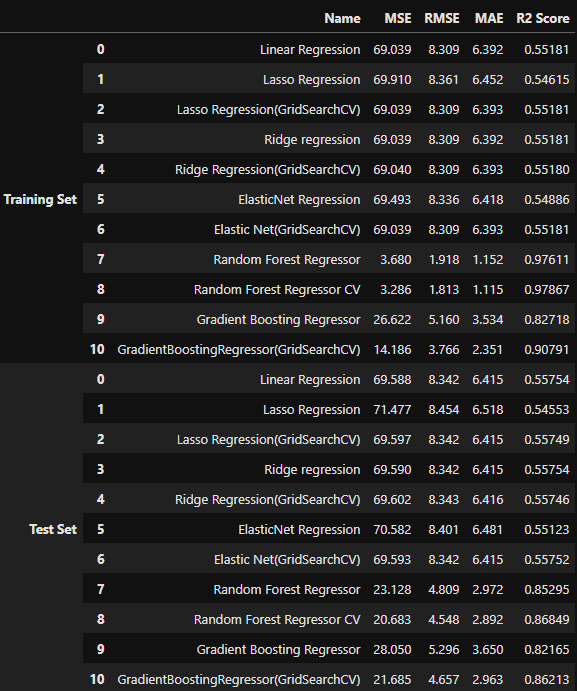 Name MSE RMSE MAE R2 Score
0 Linear Regression 69.039 8.309 6.392 0.55181
1 Lasso Regression 69.910 8.361 6.452 0.54615
2 Lasso Regression(GridSearchCV) 69.039 8.309 6.393 0.55181
3 Ridge regression 69.039 8.309 6.392 0.55181
4 Ridge Regression(GridSearchCV) 69.040 8.309 6.393 0.55180
Training Set 5 ElasticNet Regression 69.493 8.336 6.418 0.54886
6 Elastic Net(GridSearchCV) 69.039 8.309 6.393 0.55181
7 Random Forest Regressor 3.680 1.918 1.152 0.97611
8 Random Forest Regressor CV 3.286 1.813 1.115 0.97867
9 Gradient Boosting Regressor 26.622 5.160 3.534 0.82718
10 GradientBoostingRegressor(GridSearchCV) 14.186 3.766 2.351 0.90791
0 Linear Regression 69.588 8.342 6.415 0.55754
1 Lasso Regression 71.477 8.454 6.518 0.54553
2 Lasso Regression(GridSearchCV) 69.597 8.342 6.415 0.55749
3 Ridge regression 69.590 8.342 6.415 0.55754
4 Ridge Regression(GridSearchCV) 69.602 8.343 6.416 0.55746
Test Set 5 ElasticNet Regression 70.582 8.401 6.481 0.55123
6 Elastic Net(GridSearchCV) 69.593 8.342 6.415 0.55752
7 Random Forest Regressor 23.128 4.809 2.972 0.85295
8 Random Forest Regressor CV 20.683 4.548 2.892 0.86849
9 Gradient Boosting Regressor 28.050 5.296 3.650 0.82165
10 GradientBoostingRegressor(GridSearchCV) 21.685 4.657 2.963 0.86213